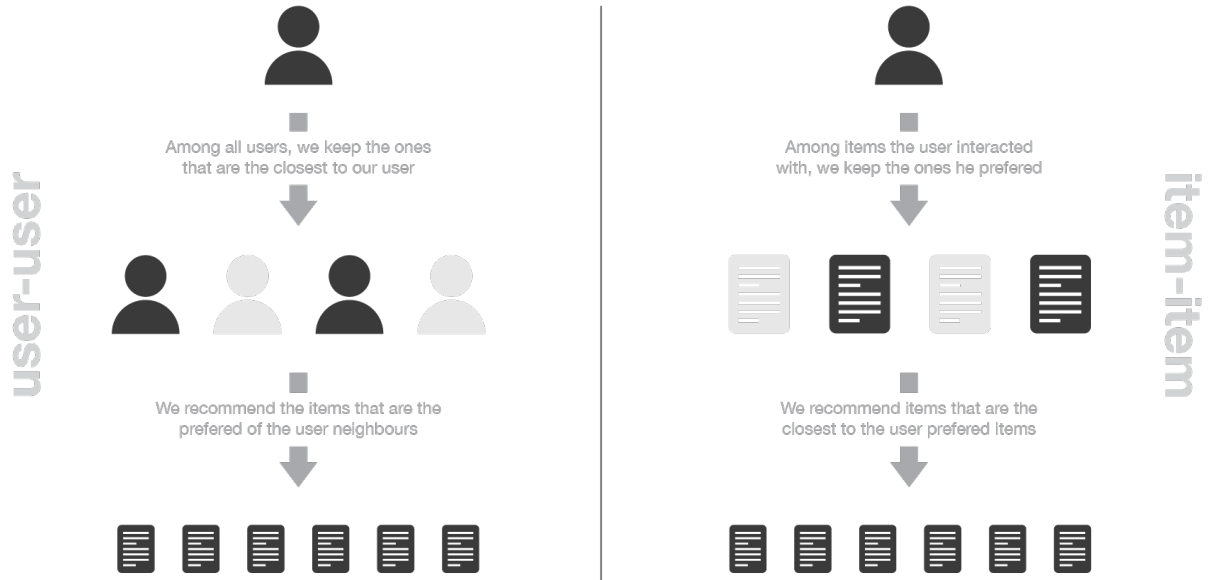 user-user
Among all users, we keep the ones
that are the closest to our user
We recommend the items that are the
prefered of the user neighbours
item-item
Among items the user interacted
with, we keep the ones he prefered
We recommend items that are the
closest to the user prefered items